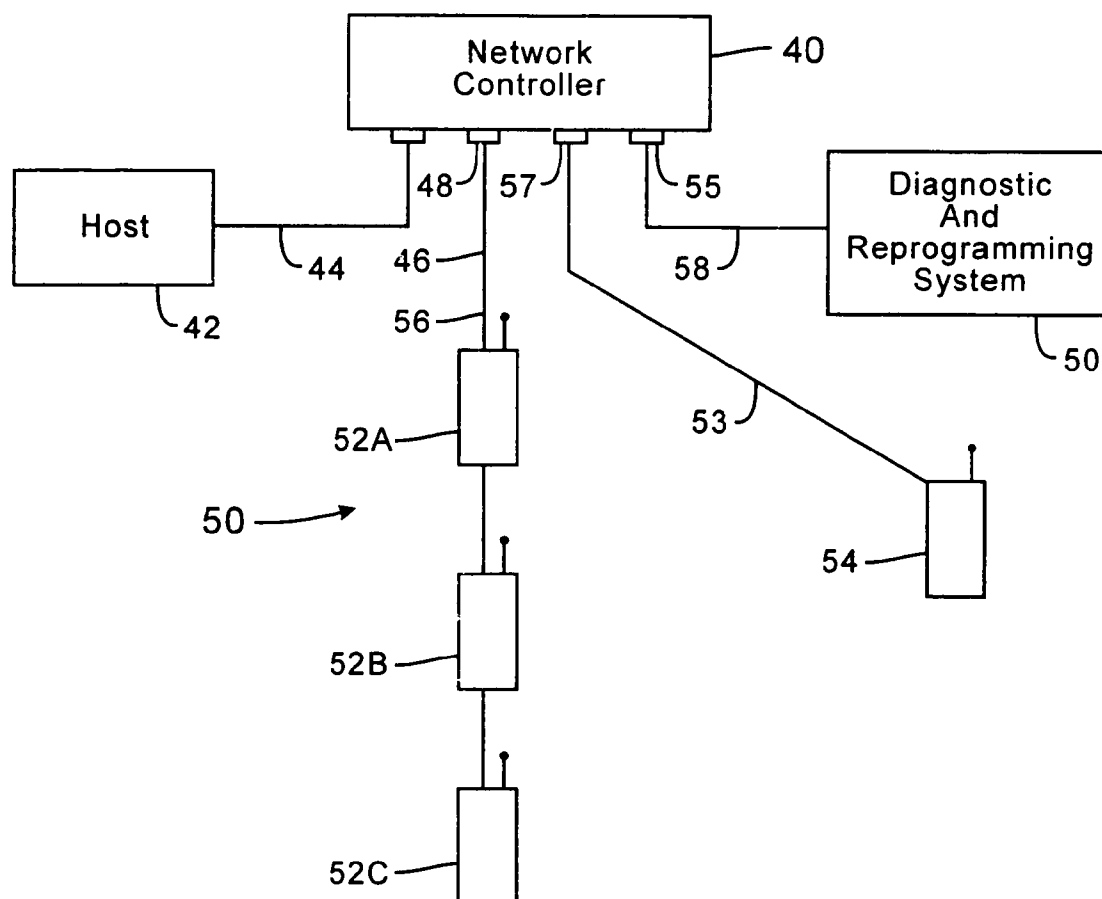 Network
Controller
40
48
57
55
Host
44
42
46
56
58
Diagnostic
And
Reprogramming
System
50
53
52A
50
54
52B
52C